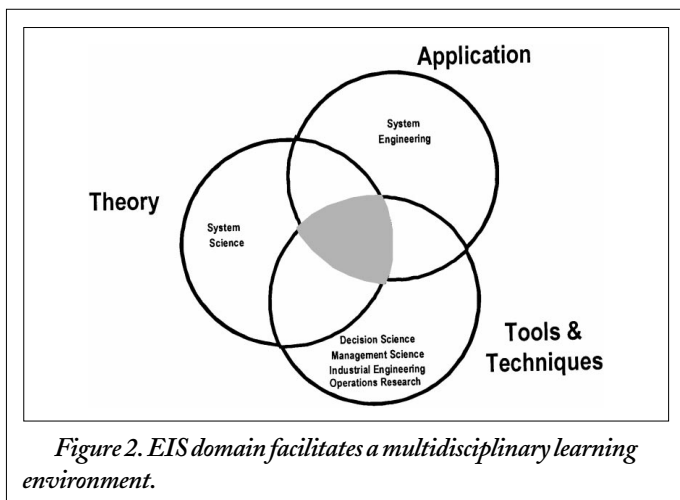 Application
System
Engineering
Theory
System
Science
Decision Science
Management Science
Industrial Engineering
Operations Research
Tools &
Techniques
Figure 2. EIS domain facilitates a multidisciplinary learning
environment.